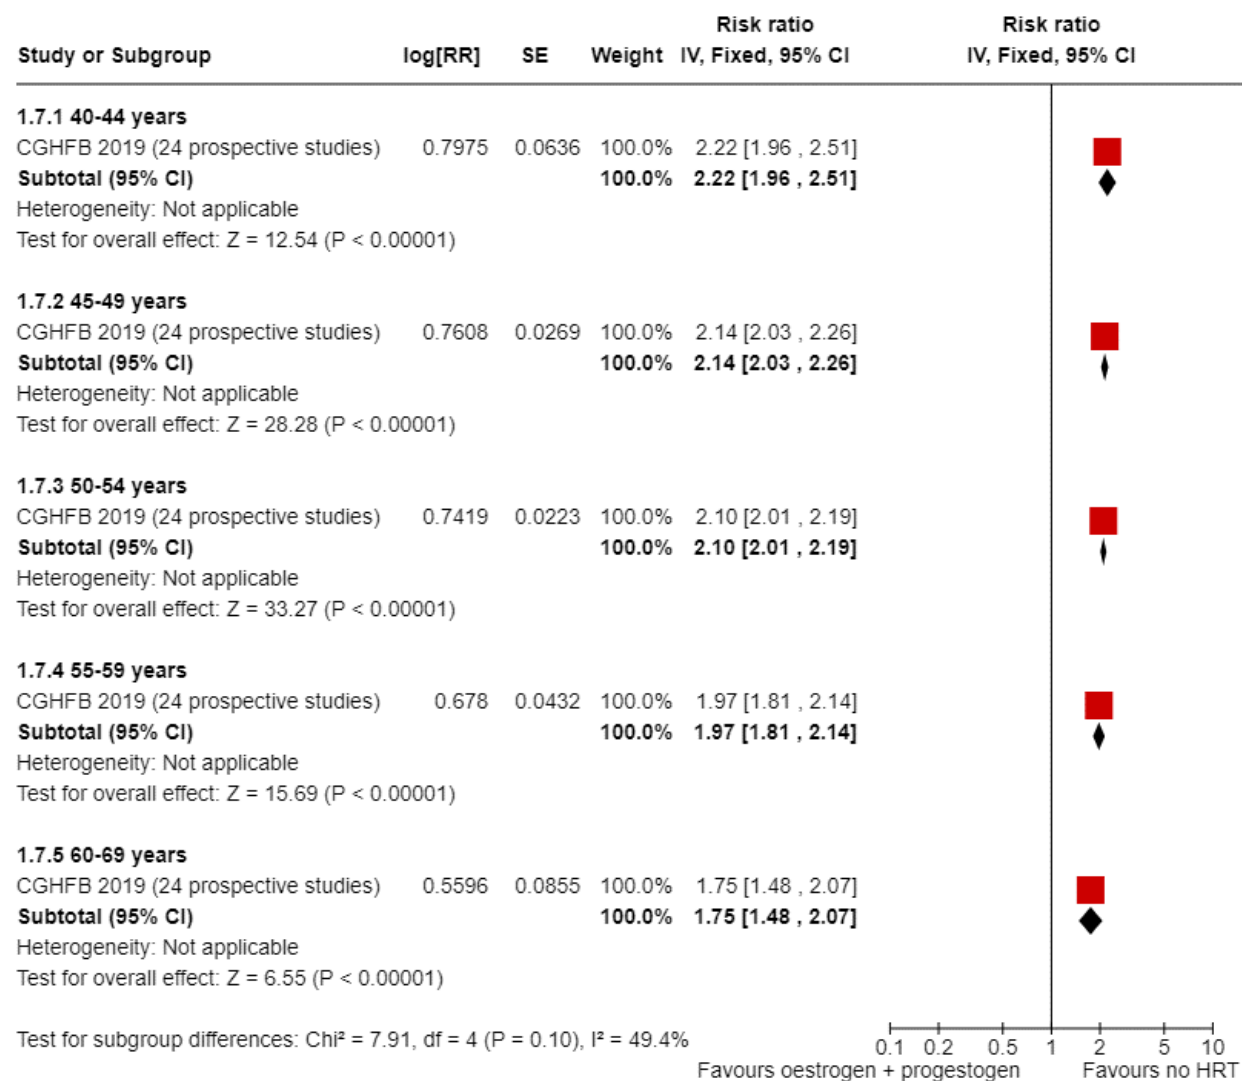 Risk ratio Risk ratio
Study or Subgroup log[RR] SE Weight IV, Fixed, 95% CI IV, Fixed, 95% CI
1.7.1 40-44 years
CGHFB 2019 (24 prospective studies) 0.7975 0.0636 100.0% 2.22 [1.96 , 2.51]
Subtotal (95% CI) 100.0% 2.22 [1.96 , 2.51]
Heterogeneity: Not applicable
Test for overall effect: Z = 12.54 (P < 0.00001)
1.7.2 45-49 years
CGHFB 2019 (24 prospective studies) 0.7608 0.0269 100.0% 2.14 [2.03 , 2.26]
Subtotal (95% CI) 100.0% 2.14 [2.03 , 2.26]
Heterogeneity: Not applicable
Test for overall effect: Z = 28.28 (P < 0.00001)
1.7.3 50-54 years
CGHFB 2019 (24 prospective studies) 0.7419 0.0223 100.0% 2.10 [2.01 , 2.19]
Subtotal (95% CI) 100.0% 2.10 [2.01 , 2.19]
Heterogeneity: Not applicable
Test for overall effect: Z = 33.27 (P < 0.00001)
1.7.4 55-59 years
CGHFB 2019 (24 prospective studies) 0.678 0.0432 100.0% 1.97 [1.81 , 2.14]
Subtotal (95% CI) 100.0% 1.97 [1.81 , 2.14]
Heterogeneity: Not applicable
Test for overall effect: Z = 15.69 (P < 0.00001)
1.7.5 60-69 years
CGHFB 2019 (24 prospective studies) 0.5596 0.0855 100.0% 1.75 [1.48 , 2.07]
Subtotal (95% CI) 100.0% 1.75 [1.48 , 2.07]
Heterogeneity: Not applicable
Test for overall effect: Z = 6.55 (P < 0.00001)
Test for subgroup differences: Chi² = 7.91, df = 4 (P = 0.10), I² = 49.4%
0.1 0.2 0.5 1 2 5 10
Favours oestrogen + progestogen Favours no HRT